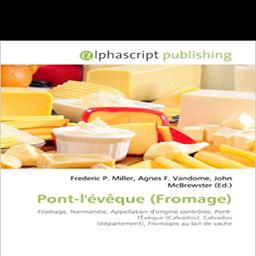 alphascript publishing
Frederic P. Miller, Agnes F. Vandome, John
McBrewster (Ed.)
Pont-l'évêque (Fromage)
Fromage, Normandie, Appellation d'origine contrôlée, Pont-
l'Évêque (Calvados), Calvados
(département), Fromages au lait de vache